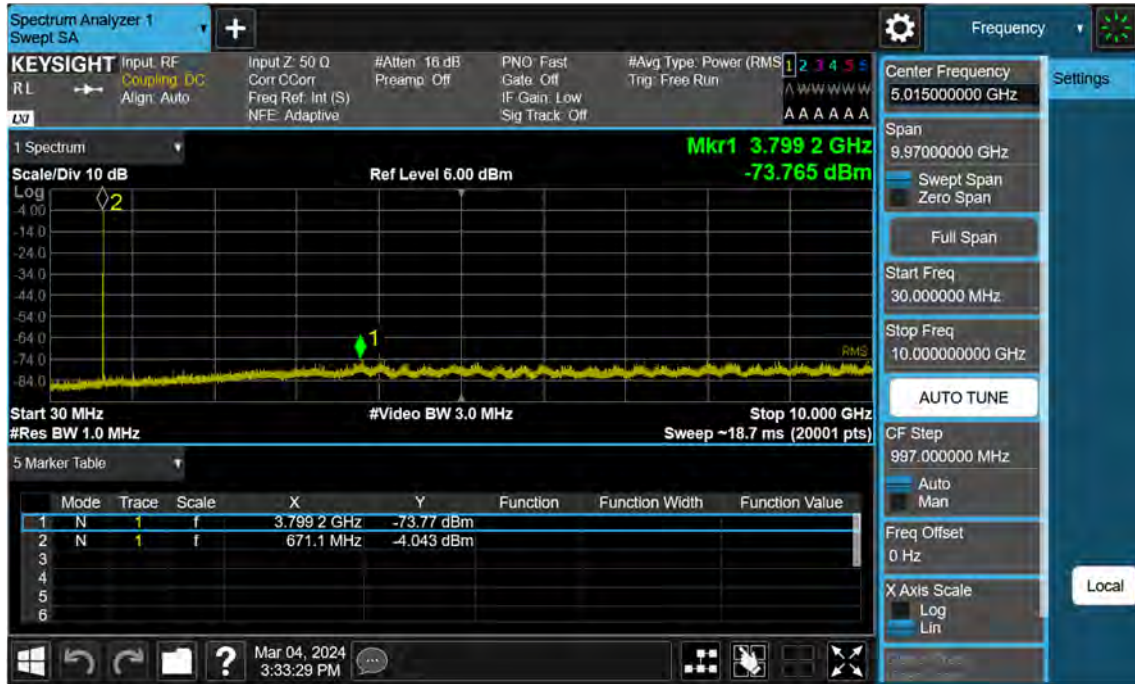 Spectrum Analyzer 1
Swept SA
Frequency
KEYSIGHT
RL
LXI
Input: RF
Coupling: DC
Align: Auto
Input Z: 50 Ω
Corr CCorr
Freq Ref: Int (S)
NFE: Adaptive
#Atten: 16 dB
Preamp: Off
PNO: Fast
Gate: Off
IF Gain: Low
Sig Track: Off
#Avg Type: Power (RMS
Trig: Free Run
1 2 3 4 5 6
A W W W W W
A A A A A A
Center Frequency
5.015000000 GHz
Settings
1 Spectrum
Scale/Div 10 dB
Ref Level 6.00 dBm
Mkr1 3.799 2 GHz
-73.765 dBm
Log
-4.00
-14.0
-24.0
-34.0
-44.0
-54.0
-64.0
-74.0
-84.0
2
1
RMS
Start 30 MHz
#Video BW 3.0 MHz
Stop 10.000 GHz
#Res BW 1.0 MHz
Sweep ~18.7 ms (20001 pts)
Span
9.97000000 GHz
Swept Span
Zero Span
Full Span
Start Freq
30.000000 MHz
Stop Freq
10.000000000 GHz
AUTO TUNE
CF Step
997.000000 MHz
Auto
Man
Freq Offset
0 Hz
X Axis Scale
Log
Lin
Local
5 Marker Table
Mode Trace Scale X Y Function Function Width Function Value
1 N 1 f 3.799 2 GHz -73.77 dBm
2 N 1 f 671.1 MHz -4.043 dBm
3
4
5
6
?
Mar 04, 2024
3:33:29 PM